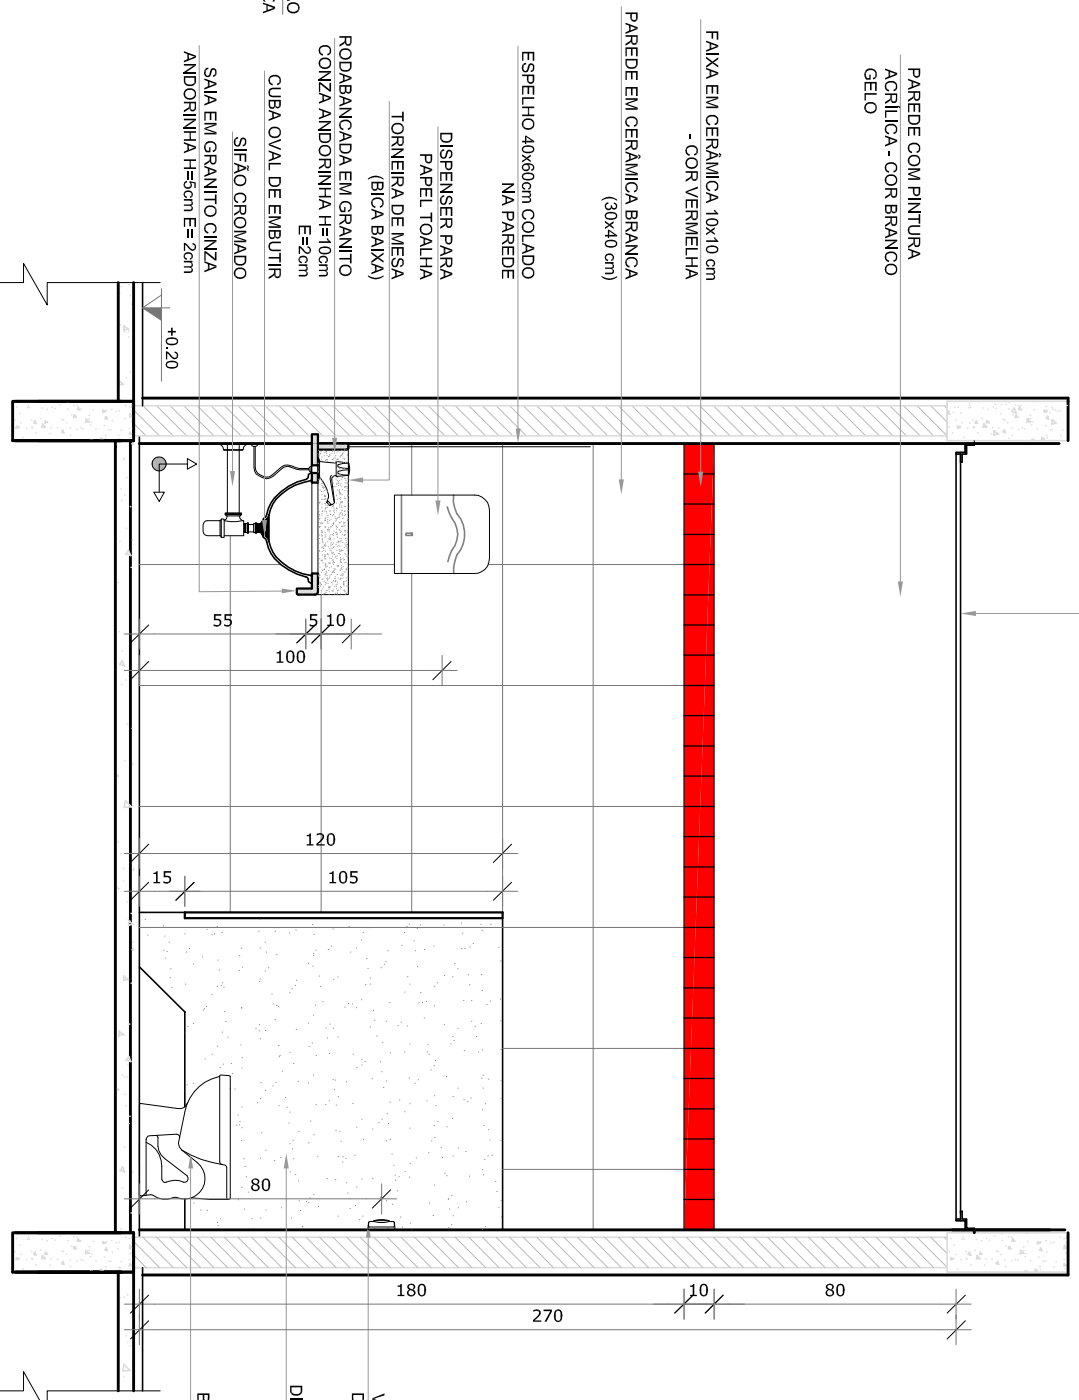 PAREDE COM PINTURA
ACRÍLICA - COR BRANCO
GELO
FAIXA EM CERÂMICA 10x10 cm
- COR VERMELHA
PAREDE EM CERÂMICA BRANCA
(30x40 cm)
ESPELHO 40x60cm COLADO
NA PAREDE
DISPENSER PARA
PAPEL TOALHA
TORNEIRA DE MESA
(BICA BAIXA)
RODABANCADA EM GRANITO
CONZA ANDORINHA H=10cm
E=2cm
CUBA OVAL DE EMBUTIR
SIFÃO CROMADO
SAIA EM GRANITO CINZA
ANDORINHA H=5cm E= 2cm
+0.20
55
5
10
100
120
15
105
80
180
10
80
270